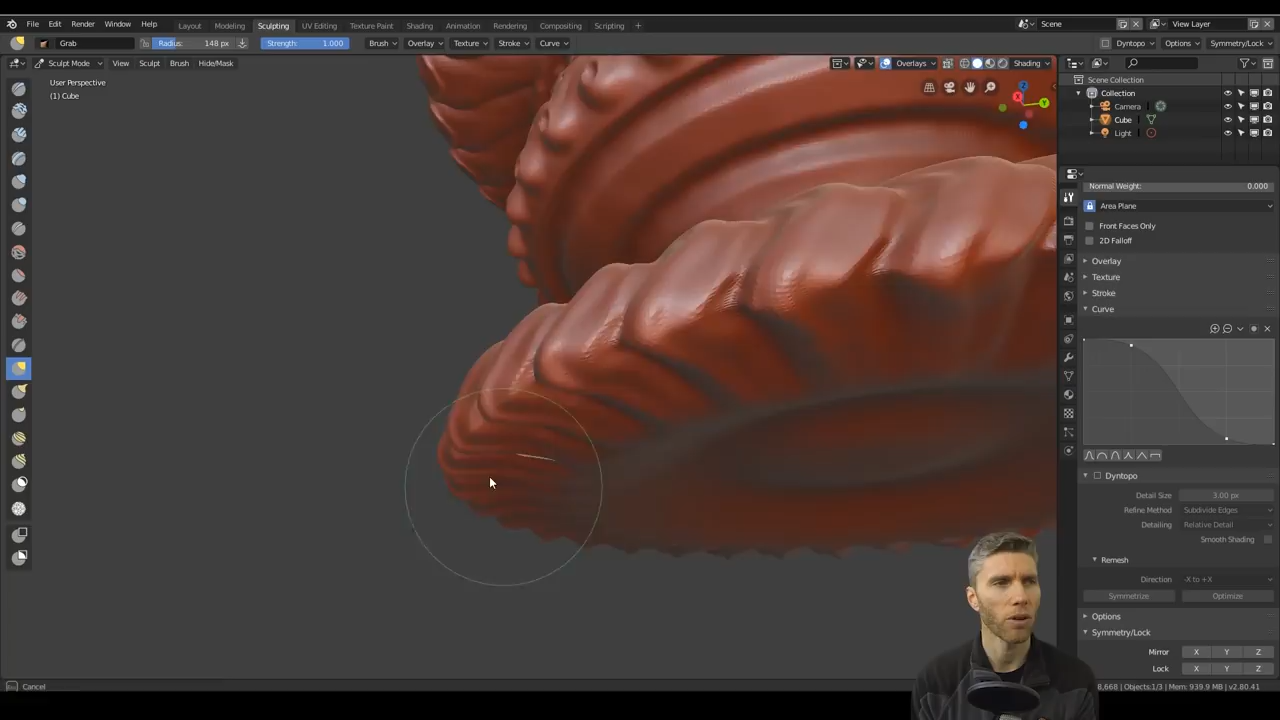 File Edit Render Window Help Layout Modeling Sculpting UV Editing Texture Paint Shading Animation Rendering Compositing Scripting + Scene View Layer
Grab Radius: 148 px Strength: 1.000 Brush Overlay Texture Stroke Curve Dyntopo Options Symmetry/Lock
Sculpt Mode View Sculpt Brush Hide/Mask Overlays Shading
User Perspective
(1) Cube
X
Y
Z
Scene Collection
Collection
Camera
Cube
Light
Normal Weight: 0.000
Area Plane
Front Faces Only
2D Falloff
Overlay
Texture
Stroke
Curve
Dyntopo
Detail Size 3.00 px
Refine Method Subdivide Edges
Detailing Relative Detail
Smooth Shading
Remesh
Direction -X to +X
Symmetrize Optimize
Options
Symmetry/Lock
Mirror X Y Z
Lock X Y Z
Cancel 8,668 | Objects:1/3 | Mem: 939.9 MB | v2.80.41